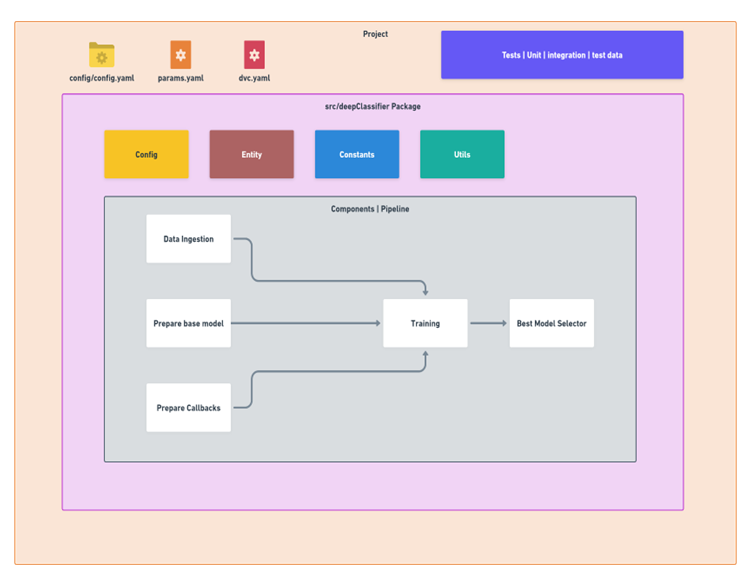 Project
config/config.yaml
params.yaml
dvc.yaml
Tests | Unit | integration | test data
src/deepClassifier Package
Config
Entity
Constants
Utils
Components | Pipeline
Data Ingestion
Prepare base model
Training
Best Model Selector
Prepare Callbacks